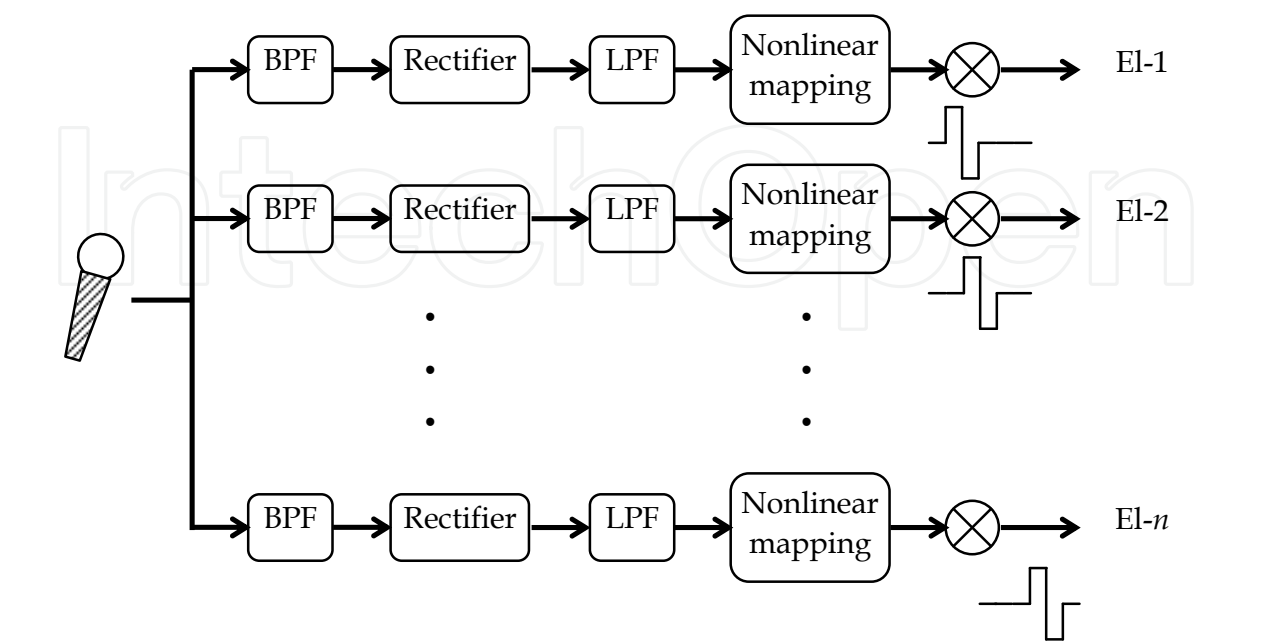 BPF
Rectifier
LPF
Nonlinear
mapping
El-1
BPF
Rectifier
LPF
Nonlinear
mapping
El-2
IntechOpen
BPF
Rectifier
LPF
Nonlinear
mapping
El-n